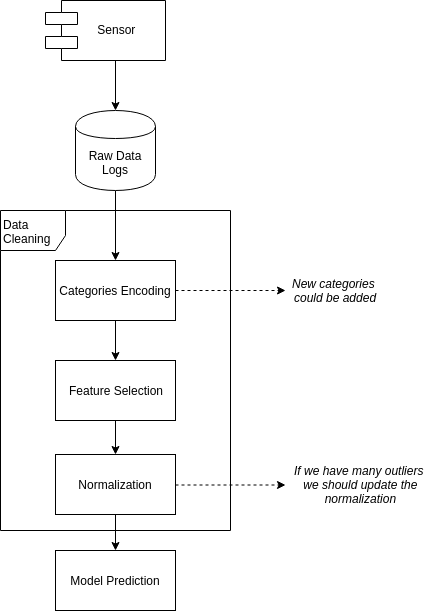 Sensor
Raw Data
Logs
Data
Cleaning
Categories Encoding
New categories
could be added
Feature Selection
Normalization
If we have many outliers
we should update the
normalization
Model Prediction